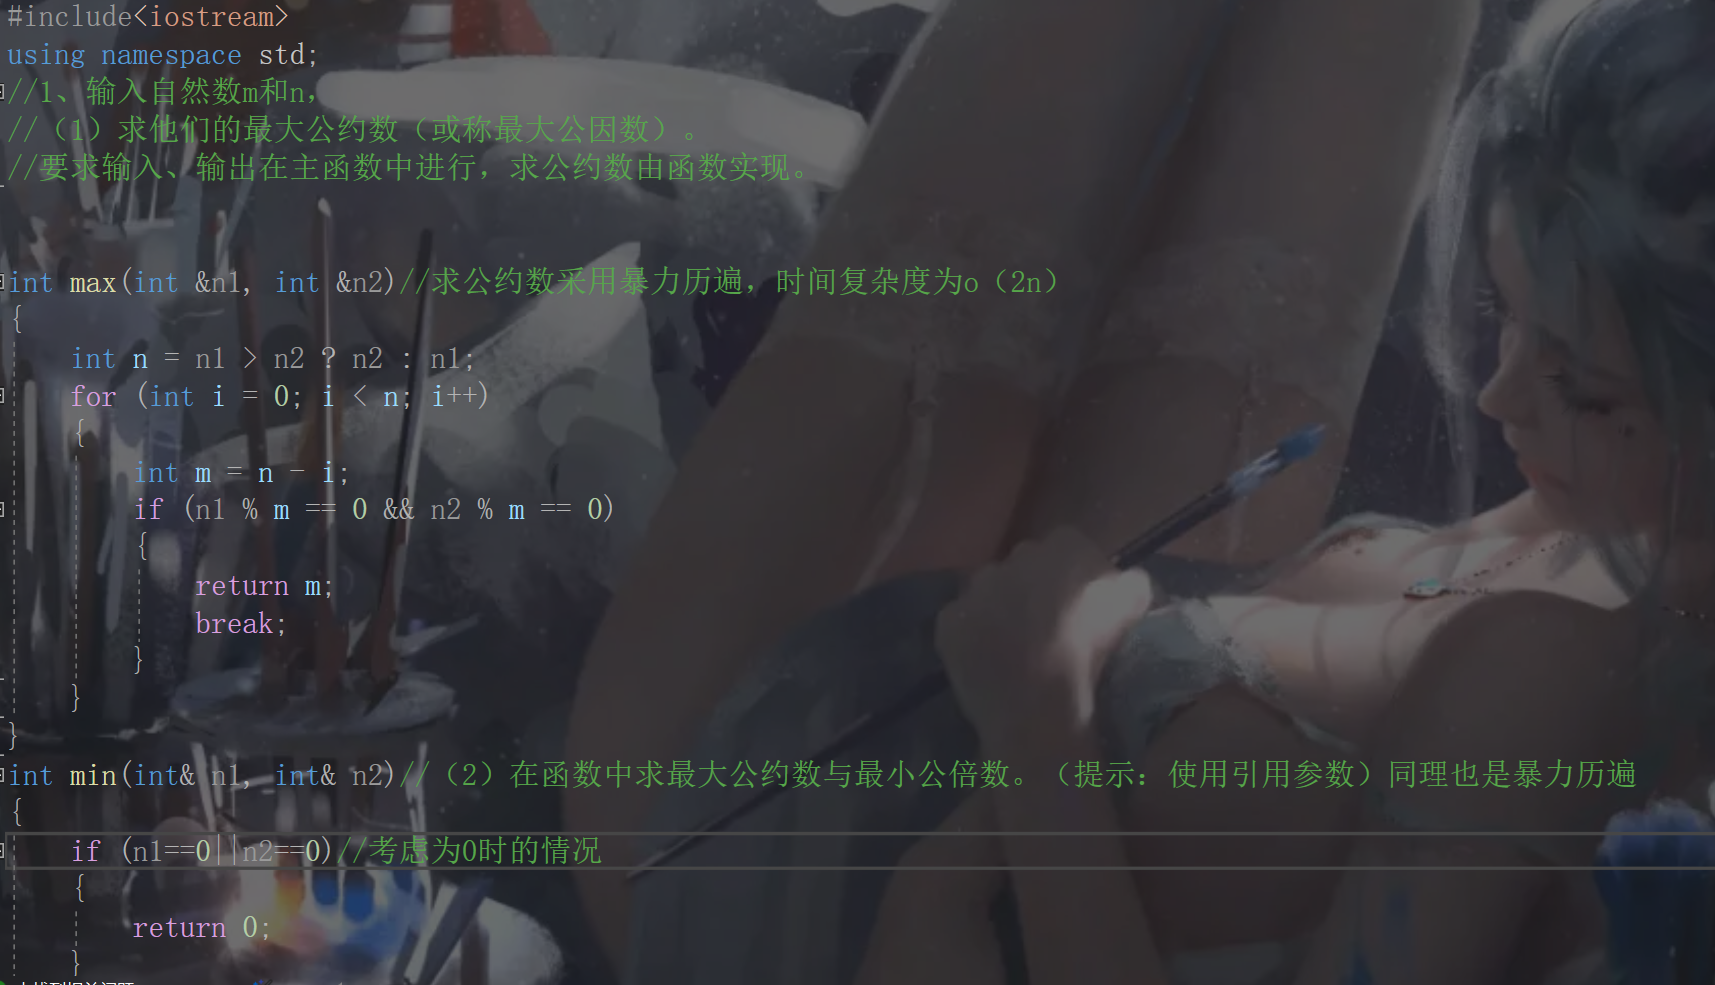 #include<iostream>
using namespace std;
//1、输入自然数m和n，
//（1）求他们的最大公约数（或称最大公因数）。
//要求输入、输出在主函数中进行，求公约数由函数实现。
int max(int &n1, int &n2)//求公约数采用暴力历遍，时间复杂度为o（2n）
{
int n = n1 > n2 ? n2 : n1;
for (int i = 0; i < n; i++)
{
int m = n - i;
if (n1 % m == 0 && n2 % m == 0)
{
return m;
break;
}
}
}
int min(int& n1, int& n2)//（2）在函数中求最大公约数与最小公倍数。（提示：使用引用参数）同理也是暴力历遍
{
if (n1==0||n2==0)//考虑为0时的情况
{
return 0;
}